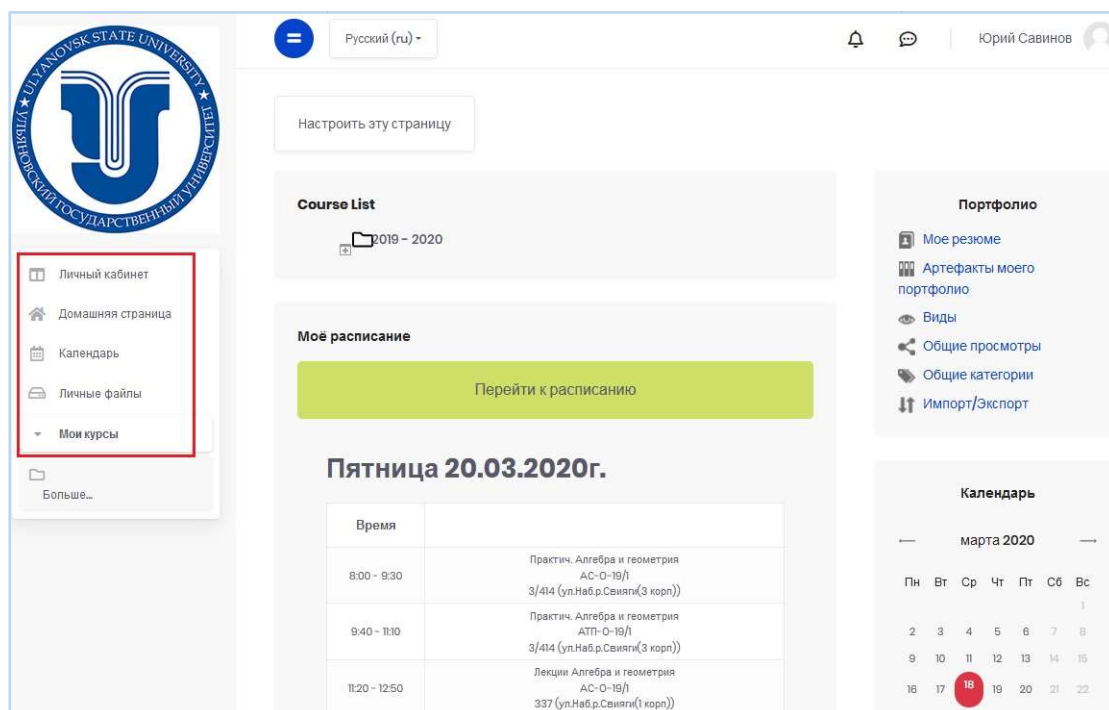 ULYANOVSK STATE UNIVERSITY
УЛЬЯНОВСКИЙ ГОСУДАРСТВЕННЫЙ УНИВЕРСИТЕТ
Личный кабинет
Домашняя страница
Календарь
Личные файлы
Мои курсы
Больше...
Русский (ru)
Юрий Савинов
Настроить эту страницу
Course List
2019 - 2020
Моё расписание
Перейти к расписанию
Пятница 20.03.2020г.
Время
8:00 - 9:30
Практич. Алгебра и геометрия
АС-О-19/1
3/414 (ул.Наб.р.Свияги(3 корп))
9:40 - 11:10
Практич. Алгебра и геометрия
АТП-О-19/1
3/414 (ул.Наб.р.Свияги(3 корп))
11:20 - 12:50
Лекции Алгебра и геометрия
АС-О-19/1
337 (ул.Наб.р.Свияги(1 корп))
Портфолио
Мое резюме
Артефакты моего
портфолио
Виды
Общие просмотры
Общие категории
Импорт/Экспорт
Календарь
марта 2020
Пн Вт Ср Чт Пт Сб Вс
1
2 3 4 5 6 7 8
9 10 11 12 13 14 15
16 17 18 19 20 21 22